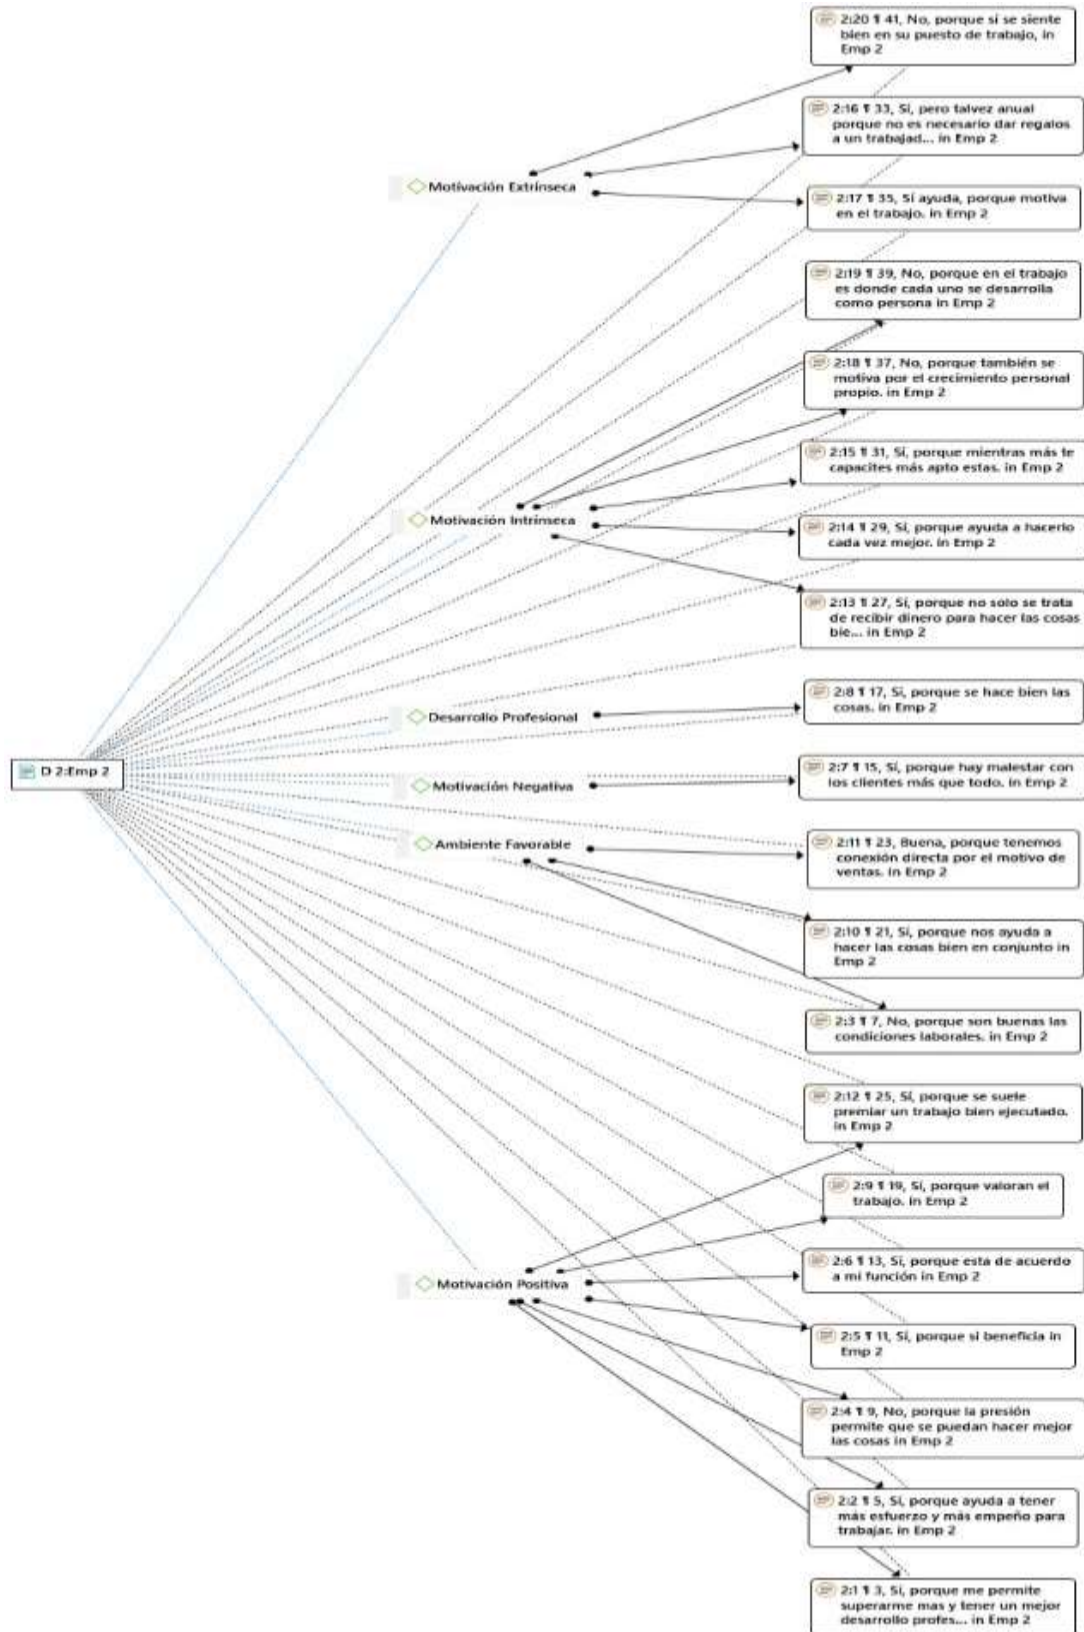 2:20 ¶ 41, No, porque si se siente
bien en su puesto de trabajo, in
Emp 2
2:16 ¶ 33, Sí, pero talvez anual
porque no es necesario dar regalos
a un trabajad... in Emp 2
Motivación Extrínseca
2:17 ¶ 35, Sí ayuda, porque motiva
en el trabajo. in Emp 2
2:19 ¶ 39, No, porque en el trabajo
es donde cada uno se desarrolla
como persona in Emp 2
2:18 ¶ 37, No, porque también se
motiva por el crecimiento personal
propio. in Emp 2
2:15 ¶ 31, Sí, porque mientras más te
capacites más apto estas. in Emp 2
Motivación Intrínseca
2:14 ¶ 29, Sí, porque ayuda a hacerlo
cada vez mejor. in Emp 2
2:13 ¶ 27, Sí, porque no solo se trata
de recibir dinero para hacer las cosas
bie... in Emp 2
Desarrollo Profesional
2:8 ¶ 17, Sí, porque se hace bien las
cosas. in Emp 2
D 2:Emp 2
Motivación Negativa
2:7 ¶ 15, Sí, porque hay malestar con
los clientes más que todo. in Emp 2
Ambiente Favorable
2:11 ¶ 23, Buena, porque tenemos
conexión directa por el motivo de
ventas. in Emp 2
2:10 ¶ 21, Sí, porque nos ayuda a
hacer las cosas bien en conjunto in
Emp 2
2:3 ¶ 7, No, porque son buenas las
condiciones laborales. in Emp 2
2:12 ¶ 25, Sí, porque se suele
premiar un trabajo bien ejecutado.
in Emp 2
2:9 ¶ 19, Sí, porque valoran el
trabajo. in Emp 2
Motivación Positiva
2:6 ¶ 13, Sí, porque esta de acuerdo
a mi función in Emp 2
2:5 ¶ 11, Sí, porque si beneficia in
Emp 2
2:4 ¶ 9, No, porque la presión
permite que se puedan hacer mejor
las cosas in Emp 2
2:2 ¶ 5, Sí, porque ayuda a tener
más esfuerzo y más empeño para
trabajar. in Emp 2
2:1 ¶ 3, Sí, porque me permite
superarme mas y tener un mejor
desarrollo profes... in Emp 2